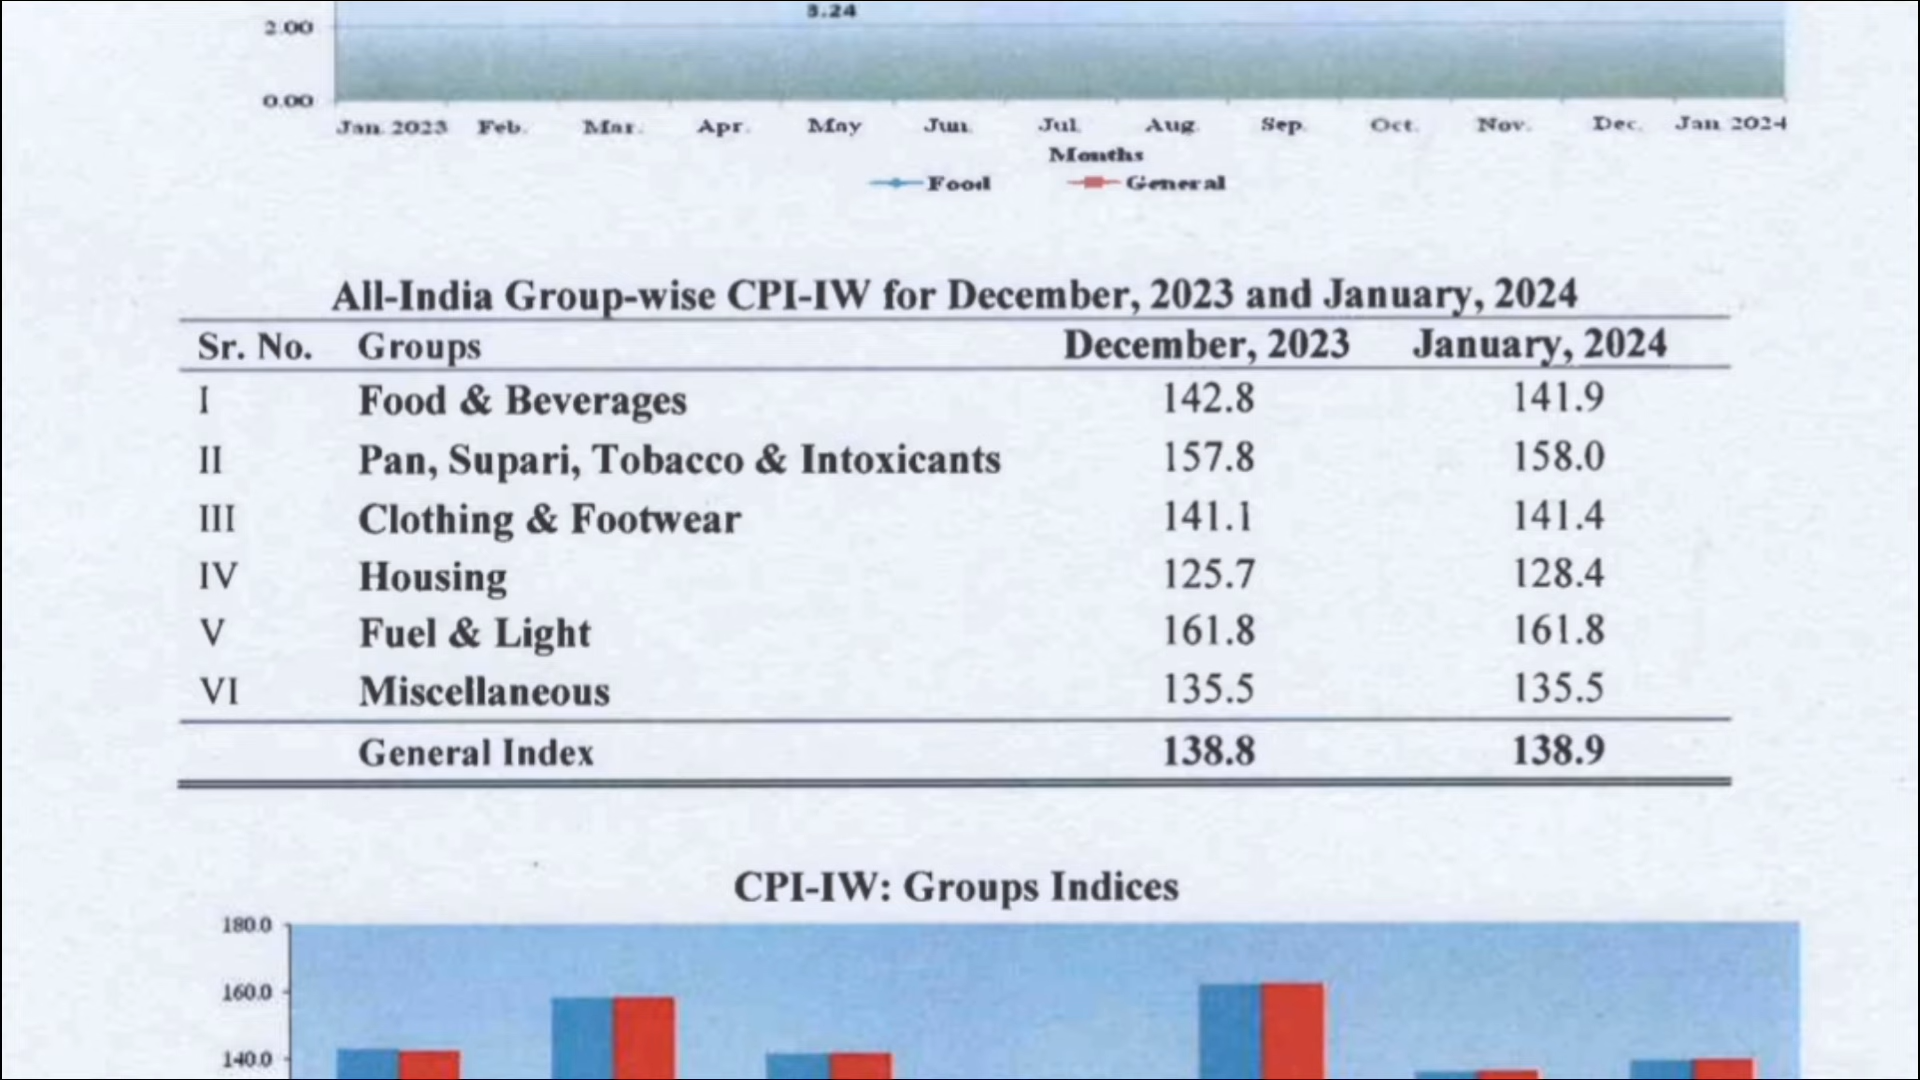 3.24
2.00
0.00
Jan. 2023 Feb. Mar. Apr. May Jun. Jul. Aug. Sep. Oct. Nov. Dec. Jan. 2024
Months
Food General
All-India Group-wise CPI-IW for December, 2023 and January, 2024
Sr. No. Groups December, 2023 January, 2024
I Food & Beverages 142.8 141.9
II Pan, Supari, Tobacco & Intoxicants 157.8 158.0
III Clothing & Footwear 141.1 141.4
IV Housing 125.7 128.4
V Fuel & Light 161.8 161.8
VI Miscellaneous 135.5 135.5
General Index 138.8 138.9
CPI-IW: Groups Indices
180.0
160.0
140.0